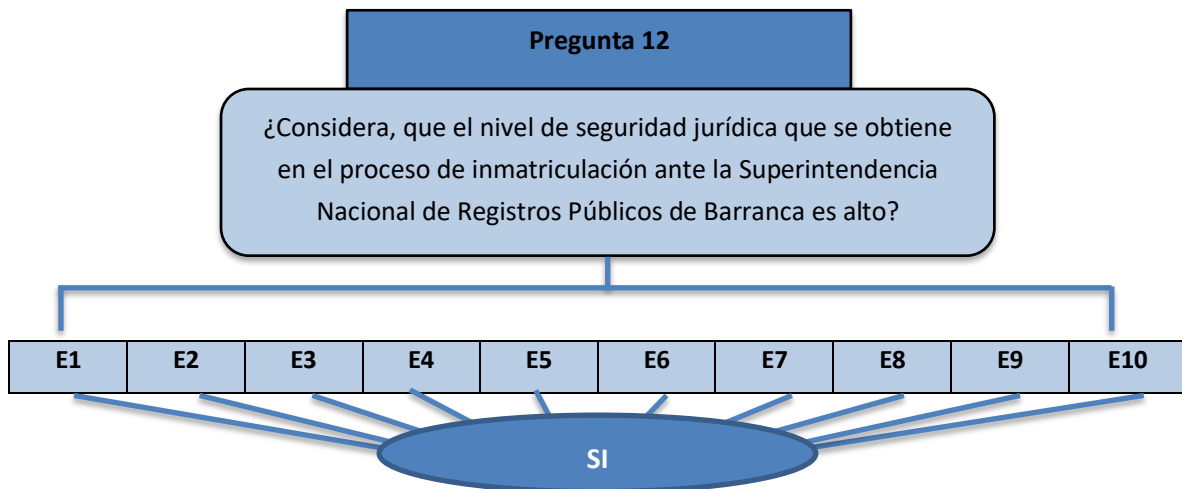 Pregunta 12
¿Considera, que el nivel de seguridad jurídica que se obtiene
en el proceso de inmatriculación ante la Superintendencia
Nacional de Registros Públicos de Barranca es alto?
E1 E2 E3 E4 E5 E6 E7 E8 E9 E10
SI